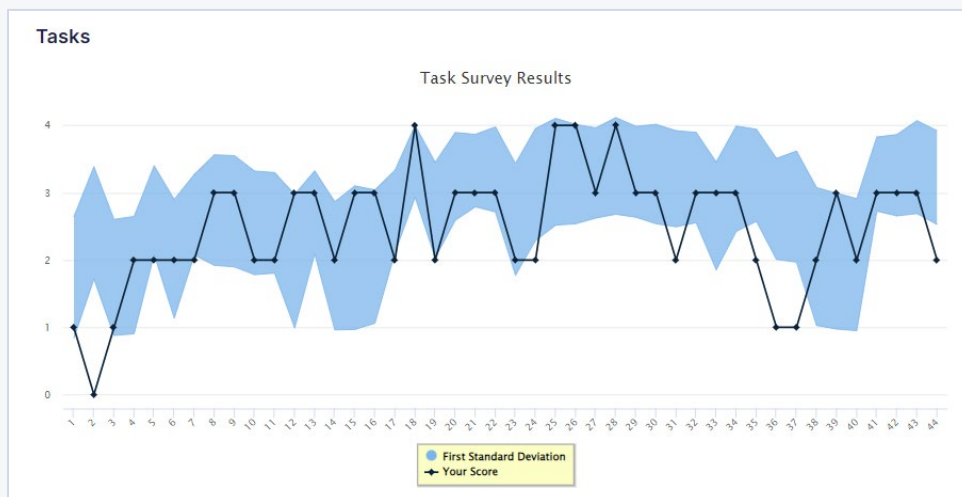 Tasks
Task Survey Results
4
3
2
1
0
1 2 3 4 5 6 7 8 9 10 11 12 13 14 15 16 17 18 19 20 21 22 23 24 25 26 27 28 29 30 31 32 33 34 35 36 37 38 39 40 41 42 43 44
First Standard Deviation
Your Score